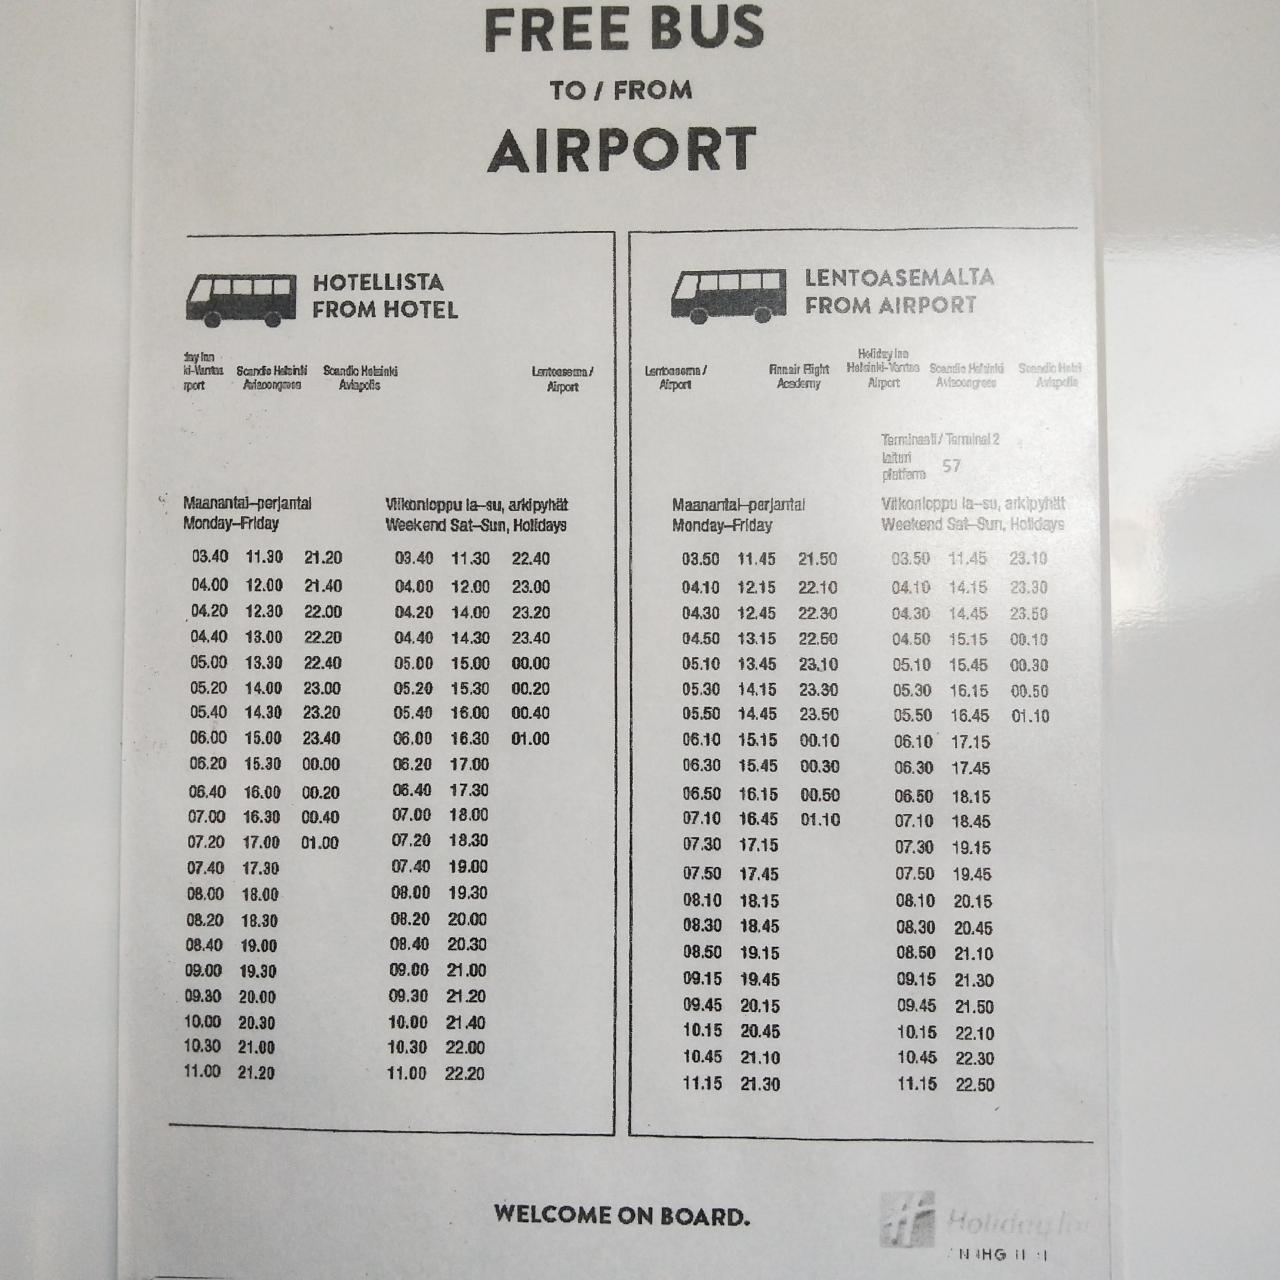 FREE BUS
TO / FROM
AIRPORT
HOTELLISTA
FROM HOTEL
day Inn
ki-Vantaa
rport
Scandic Helsinki
Aviacongress
Scandic Helsinki
Aviapolis
Lentoasema /
Airport
Maanantai–perjantai
Monday–Friday
Viikonloppu la–su, arkipyhät
Weekend Sat–Sun, Holidays
03.40 11.30 21.20 03.40 11.30 22.40
04.00 12.00 21.40 04.00 12.00 23.00
04.20 12.30 22.00 04.20 14.00 23.20
04.40 13.00 22.20 04.40 14.30 23.40
05.00 13.30 22.40 05.00 15.00 00.00
05.20 14.00 23.00 05.20 15.30 00.20
05.40 14.30 23.20 05.40 16.00 00.40
06.00 15.00 23.40 06.00 16.30 01.00
06.20 15.30 00.00 06.20 17.00
06.40 16.00 00.20 06.40 17.30
07.00 16.30 00.40 07.00 18.00
07.20 17.00 01.00 07.20 18.30
07.40 17.30 07.40 19.00
08.00 18.00 08.00 19.30
08.20 18.30 08.20 20.00
08.40 19.00 08.40 20.30
09.00 19.30 09.00 21.00
09.30 20.00 09.30 21.20
10.00 20.30 10.00 21.40
10.30 21.00 10.30 22.00
11.00 21.20 11.00 22.20
LENTOASEMALTA
FROM AIRPORT
Lentoasema /
Airport
Finnair Flight
Academy
Holiday Inn
Helsinki-Vantaa
Airport
Scandic Helsinki
Aviacongress
Scandic Helsi
Aviapolis
Terminaali / Terminal 2
laituri
platform 57
Maanantai–perjantai
Monday–Friday
Viikonloppu la–su, arkipyhät
Weekend Sat–Sun, Holidays
03.50 11.45 21.50 03.50 11.45 23.10
04.10 12.15 22.10 04.10 14.15 23.30
04.30 12.45 22.30 04.30 14.45 23.50
04.50 13.15 22.50 04.50 15.15 00.10
05.10 13.45 23.10 05.10 15.45 00.30
05.30 14.15 23.30 05.30 16.15 00.50
05.50 14.45 23.50 05.50 16.45 01.10
06.10 15.15 00.10 06.10 17.15
06.30 15.45 00.30 06.30 17.45
06.50 16.15 00.50 06.50 18.15
07.10 16.45 01.10 07.10 18.45
07.30 17.15 07.30 19.15
07.50 17.45 07.50 19.45
08.10 18.15 08.10 20.15
08.30 18.45 08.30 20.45
08.50 19.15 08.50 21.10
09.15 19.45 09.15 21.30
09.45 20.15 09.45 21.50
10.15 20.45 10.15 22.10
10.45 21.10 10.45 22.30
11.15 21.30 11.15 22.50
WELCOME ON BOARD.
Holiday